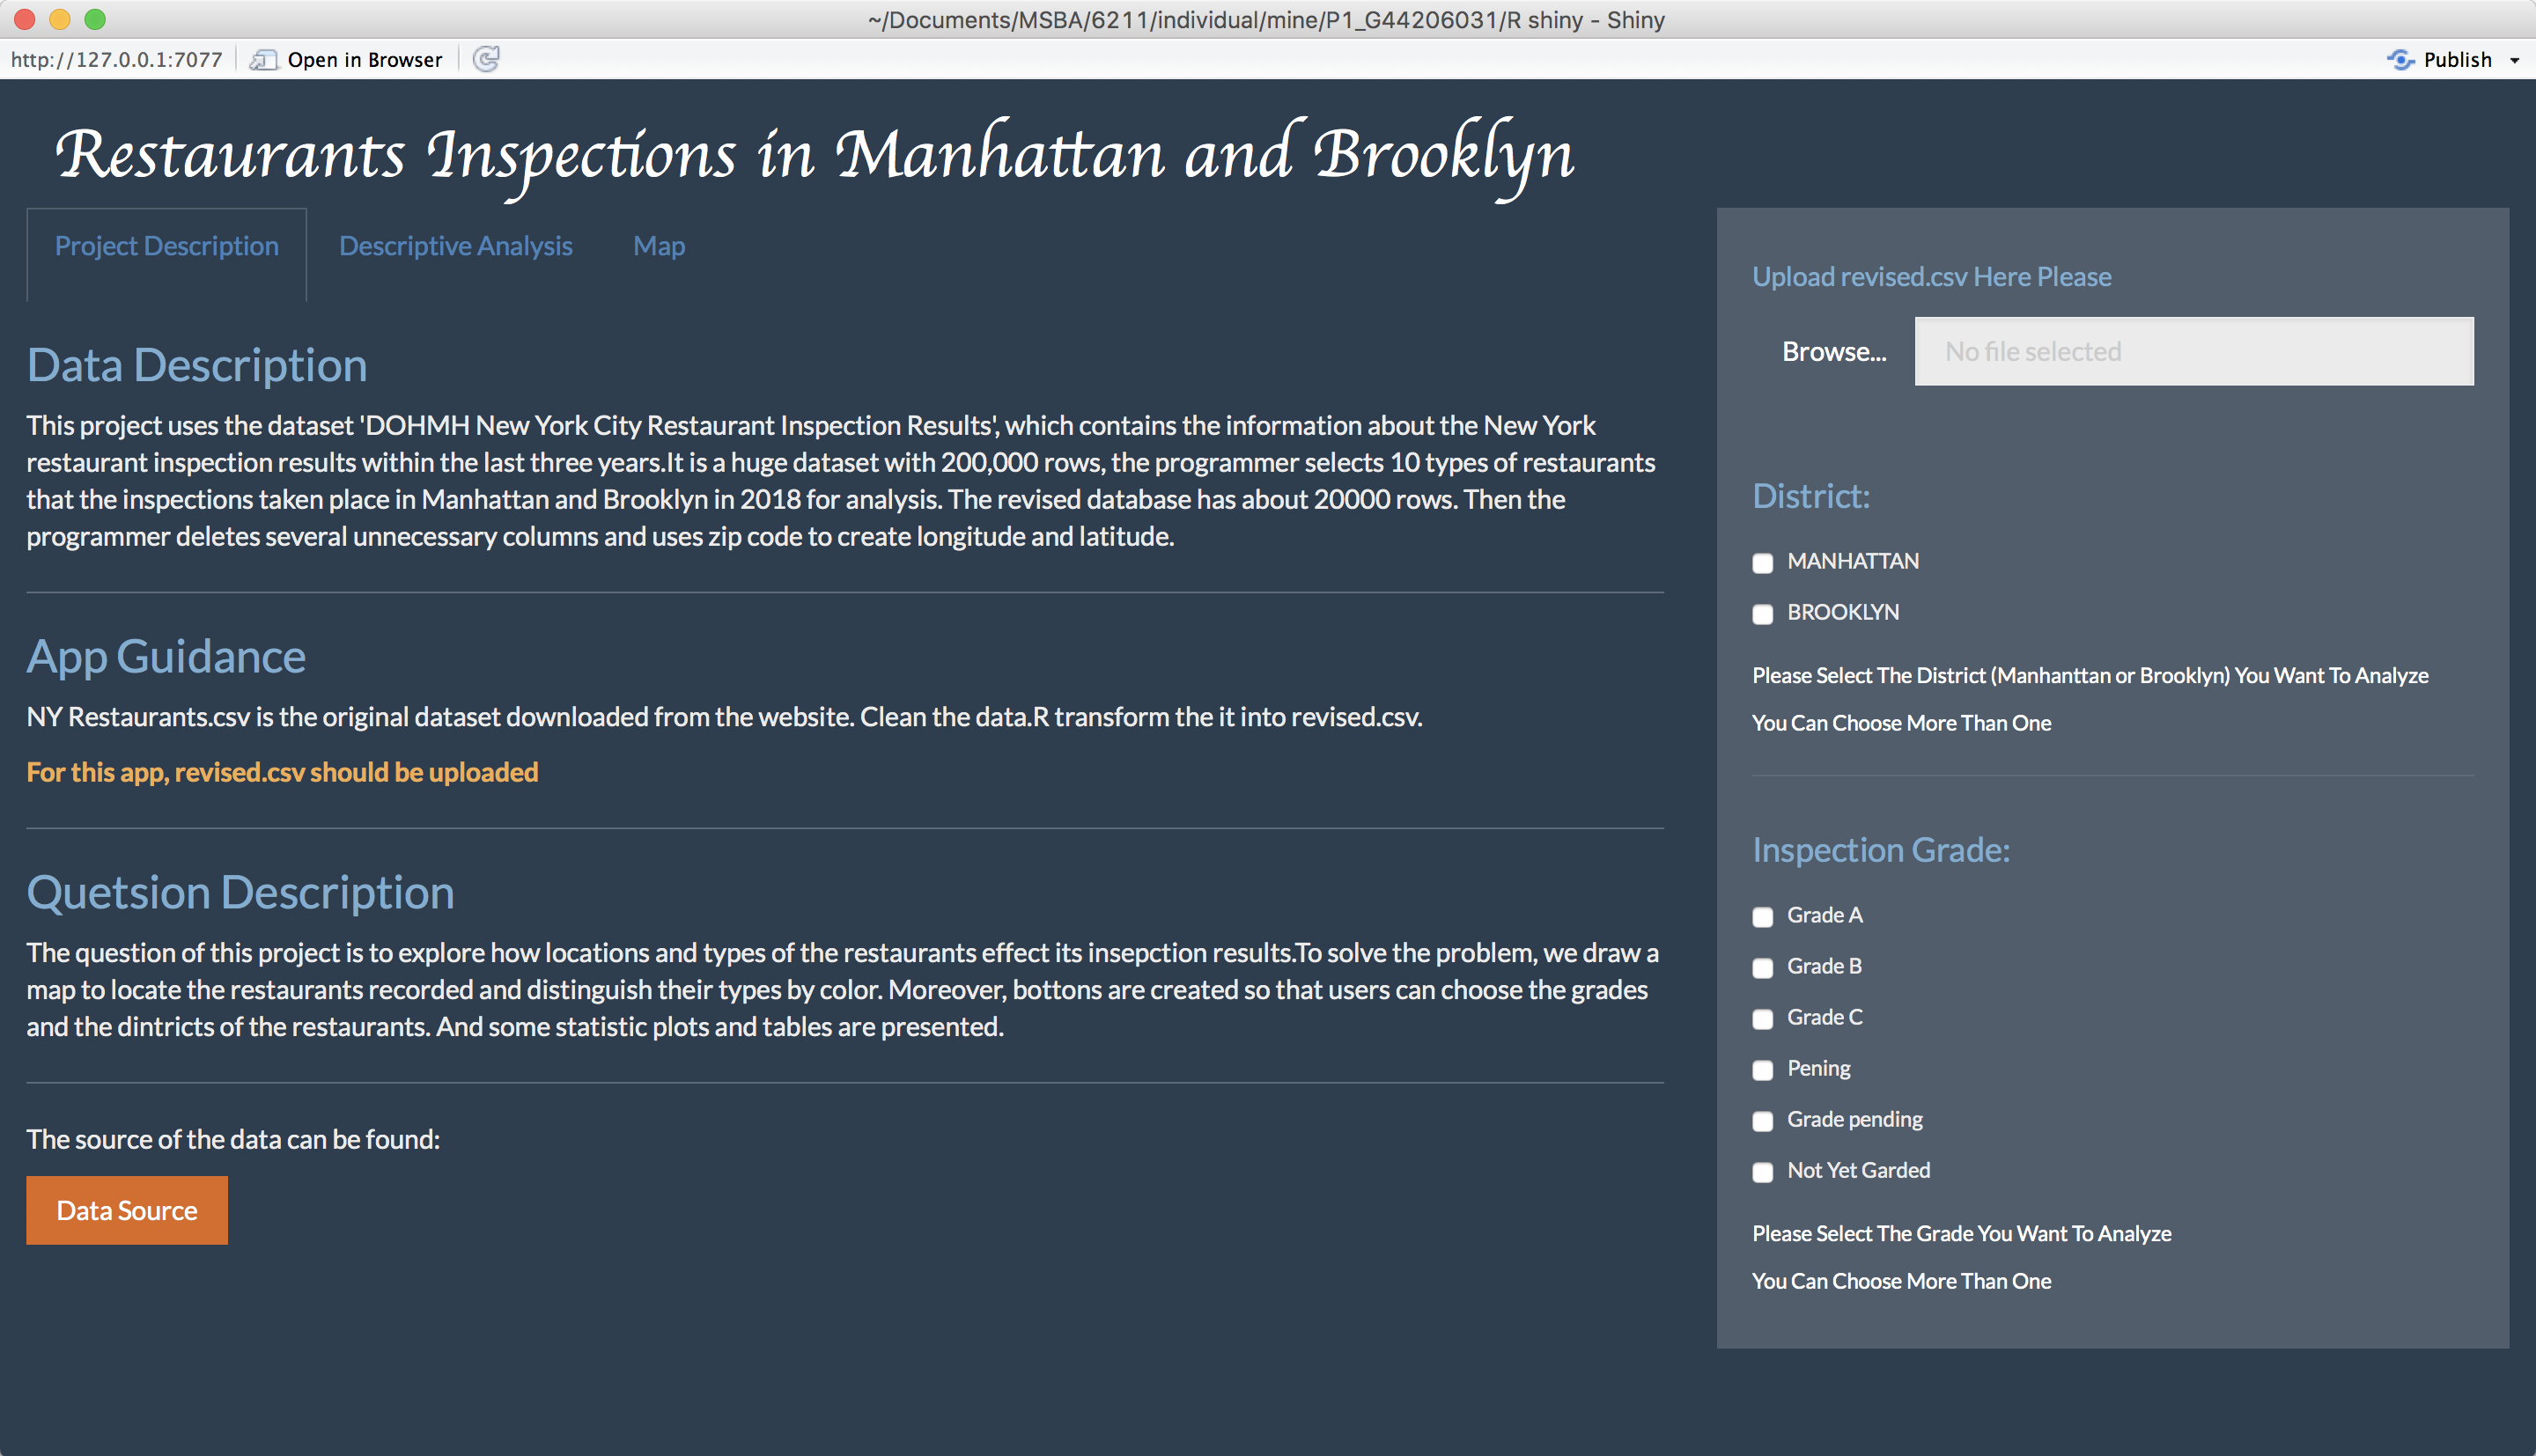 ~/Documents/MSBA/6211/individual/mine/P1_G44206031/R shiny - Shiny
http://127.0.0.1:7077
Open in Browser
Publish
Restaurants Inspections in Manhattan and Brooklyn
Project Description
Descriptive Analysis
Map
Data Description
This project uses the dataset 'DOHMH New York City Restaurant Inspection Results', which contains the information about the New York
restaurant inspection results within the last three years.It is a huge dataset with 200,000 rows, the programmer selects 10 types of restaurants
that the inspections taken place in Manhattan and Brooklyn in 2018 for analysis. The revised database has about 20000 rows. Then the
programmer deletes several unnecessary columns and uses zip code to create longitude and latitude.
App Guidance
NY Restaurants.csv is the original dataset downloaded from the website. Clean the data.R transform the it into revised.csv.
For this app, revised.csv should be uploaded
Quetsion Description
The question of this project is to explore how locations and types of the restaurants effect its insepction results.To solve the problem, we draw a
map to locate the restaurants recorded and distinguish their types by color. Moreover, bottons are created so that users can choose the grades
and the dintricts of the restaurants. And some statistic plots and tables are presented.
The source of the data can be found:
Data Source
Upload revised.csv Here Please
Browse...
No file selected
District:
MANHATTAN
BROOKLYN
Please Select The District (Manhanttan or Brooklyn) You Want To Analyze
You Can Choose More Than One
Inspection Grade:
Grade A
Grade B
Grade C
Pening
Grade pending
Not Yet Garded
Please Select The Grade You Want To Analyze
You Can Choose More Than One